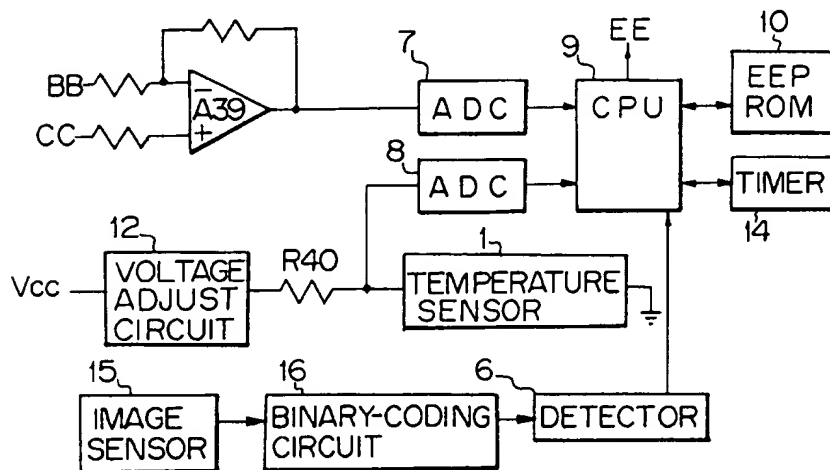 EE
10
7
9
EEP
ROM
BB
A39
−
+
CC
ADC
CPU
8
ADC
TIMER
14
12
1
Vcc
VOLTAGE
ADJUST
CIRCUIT
R40
TEMPERATURE
SENSOR
15
16
6
IMAGE
SENSOR
BINARY-CODING
CIRCUIT
DETECTOR